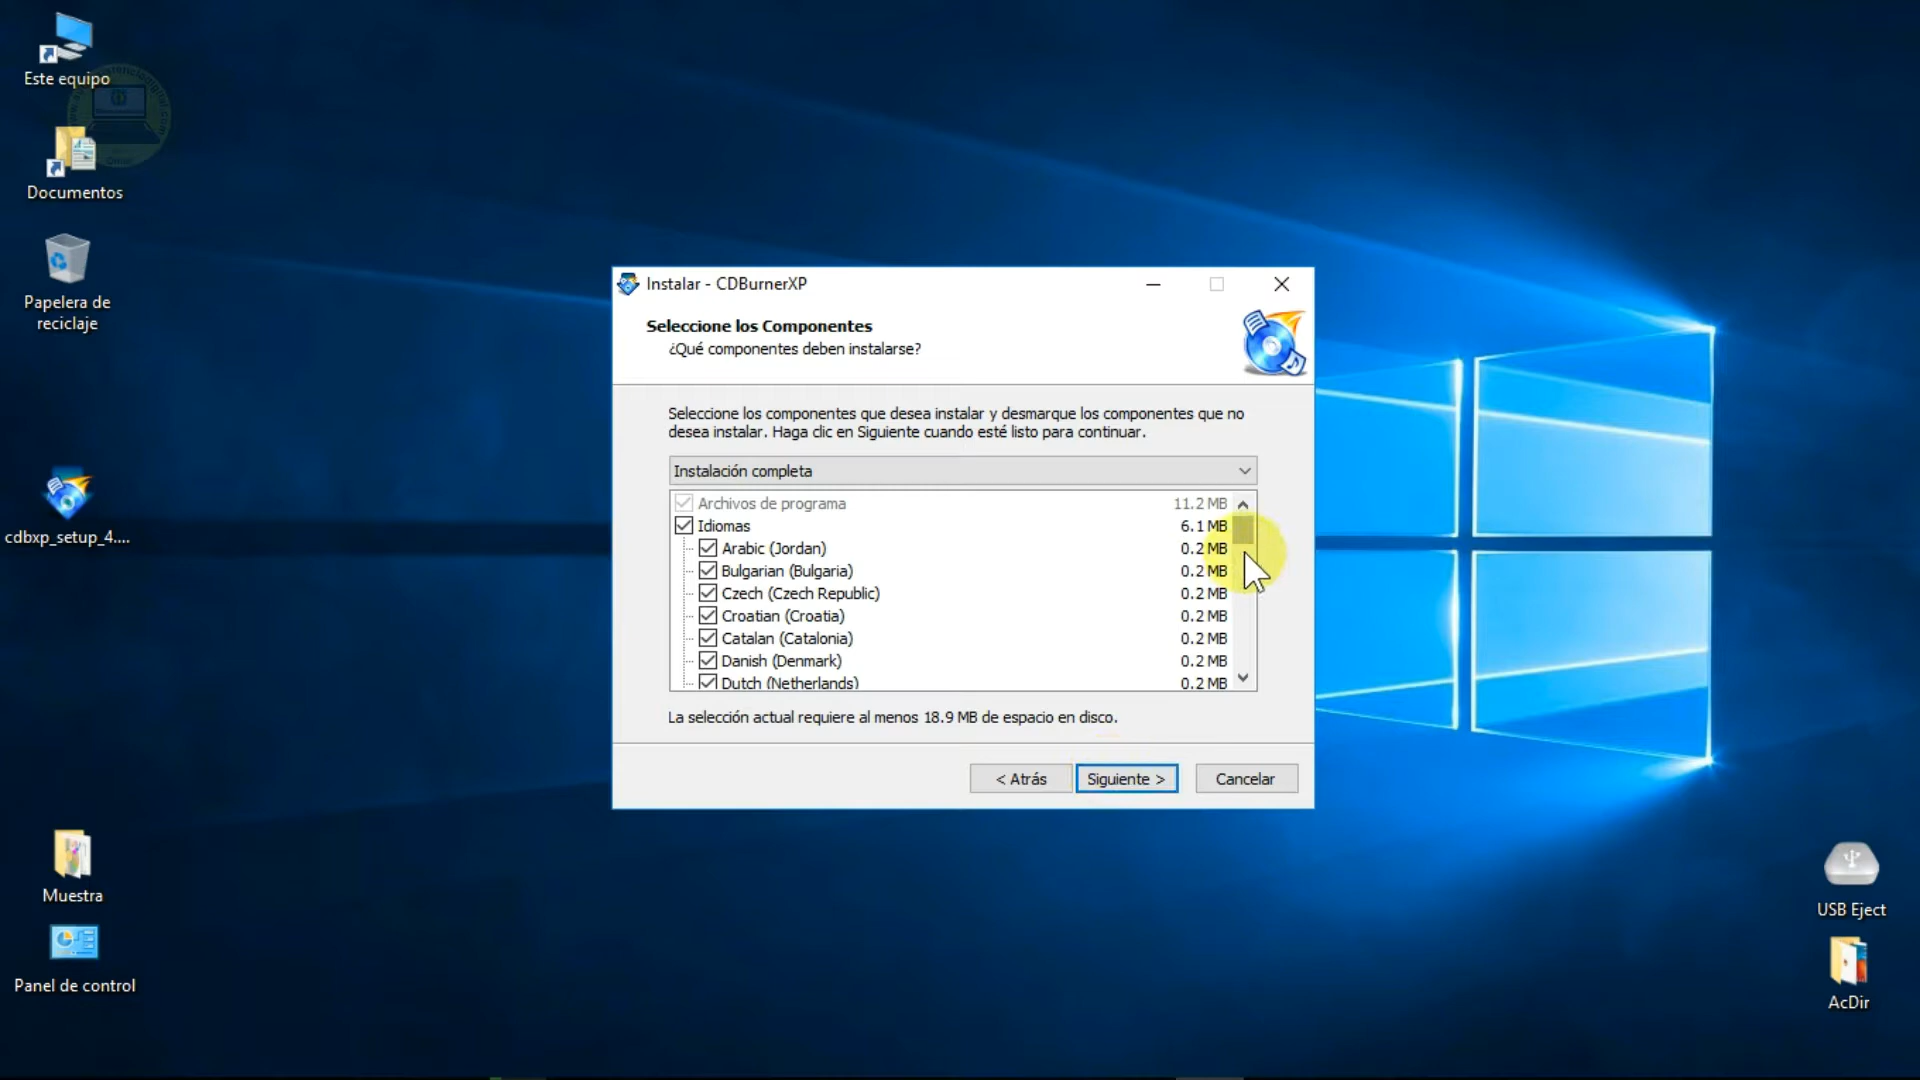 Este equipo
Documentos
Papelera de
reciclaje
cdbxp_setup_4....
Muestra
Panel de control
Instalar - CDBurnerXP
Seleccione los Componentes
¿Qué componentes deben instalarse?
Seleccione los componentes que desea instalar y desmarque los componentes que no
desea instalar. Haga clic en Siguiente cuando esté listo para continuar.
Instalación completa
Archivos de programa 11.2 MB
Idiomas 6.1 MB
Arabic (Jordan) 0.2 MB
Bulgarian (Bulgaria) 0.2 MB
Czech (Czech Republic) 0.2 MB
Croatian (Croatia) 0.2 MB
Catalan (Catalonia) 0.2 MB
Danish (Denmark) 0.2 MB
Dutch (Netherlands) 0.2 MB
La selección actual requiere al menos 18.9 MB de espacio en disco.
< Atrás Siguiente > Cancelar
USB Eject
AcDir